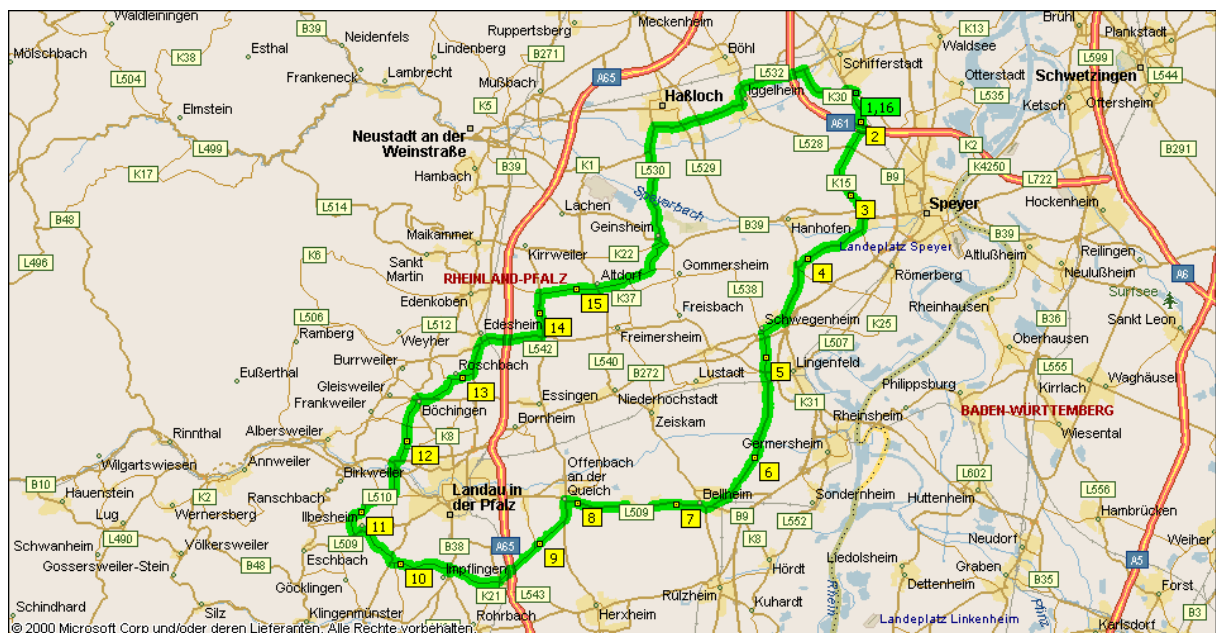 Waldleiningen
B39
Neidenfels
Ruppertsberg
Meckenheim
K13
Waldsee
Brühl
Plankstadt
Mölschbach
K38
Esthal
Lindenberg
B271
Böhl
Schifferstadt
L599
L504
Frankeneck
Lambrecht
Mußbach
A65
L532
Iggelheim
Otterstadt
Schwetzingen
L544
Elmstein
K5
Haßloch
K30
1,16
L535
Ketsch
Oftersheim
Neustadt an der
Weinstraße
A61
2
L499
L528
K2
B291
K17
Hambach
B39
K1
L530
L529
K4250
B9
L722
K15
Speyer
Hockenheim
B48
L514
Lachen
Speyerbach
3
Geinsheim
B39
Hanhofen
Landeplatz Speyer
B39
Maikammer
Kirrweiler
K22
4
Altlußheim
Reilingen
L496
K6
Sankt
Martin
RHEINLAND-PFALZ
Altdorf
Gommersheim
Römerberg
Neulußheim
A6
Edenkoben
15
K37
L538
Rheinhausen
Surfsee
L506
Freisbach
Ramberg
L512
Weyher
Edesheim
14
Freimersheim
Schwegenheim
K25
B36
Sankt Leon
Burrweiler
L542
L507
Oberhausen
Roschbach
L540
5
Lingenfeld
L555
Eußerthal
Gleisweiler
13
B272
Lustadt
Philippsburg
Kirrlach
Waghäusel
Frankweiler
Essingen
Niederhochstadt
K31
BADEN-WÜRTTEMBERG
Böchingen
Bornheim
Zeiskam
Rheinsheim
Rinnthal
Albersweiler
K8
Germersheim
Wiesental
12
Wilgartswiesen
Annweiler
Birkweiler
Offenbach
an der
Queich
6
L602
B10
Hauenstein
K2
Ranschbach
L510
Landau in
der Pfalz
Bellheim
Sondernheim
Huttenheim
L556
Lug
Wernersberg
Ilbesheim
11
8
L509
7
B9
L552
Hambrücken
L490
Schwanheim
Völkersweiler
L509
Eschbach
B38
A65
9
K8
Neudorf
A5
Weiher
Gossersweiler-Stein
B48
Göcklingen
10
Impflingen
Hördt
Liedolsheim
Graben
K21
L543
Rülzheim
Dettenheim
B35
Forst
Schindhard
Silz
Klingenmünster
Rohrbach
Herxheim
Kuhardt
Rhein
Landeplatz Linkenheim
Pfinz
Karlsdorf
B3
© 2000 Microsoft Corp und/oder deren Lieferanten. Alle Rechte vorbehalten.